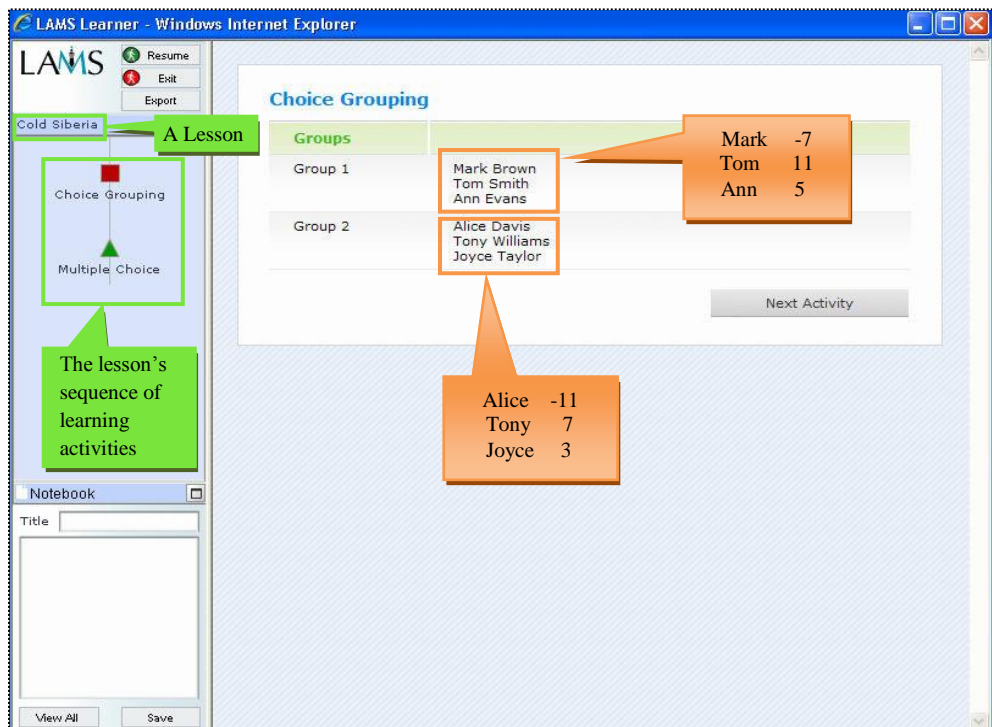 LAMS Learner - Windows Internet Explorer
LAMS
Resume
Exit
Export
Cold Siberia
A Lesson
Choice Grouping
Multiple Choice
The lesson's
sequence of
learning
activities
Notebook
Title
View All Save
Choice Grouping
Groups
Group 1
Mark Brown
Tom Smith
Ann Evans
Mark -7
Tom 11
Ann 5
Group 2
Alice Davis
Tony Williams
Joyce Taylor
Alice -11
Tony 7
Joyce 3
Next Activity